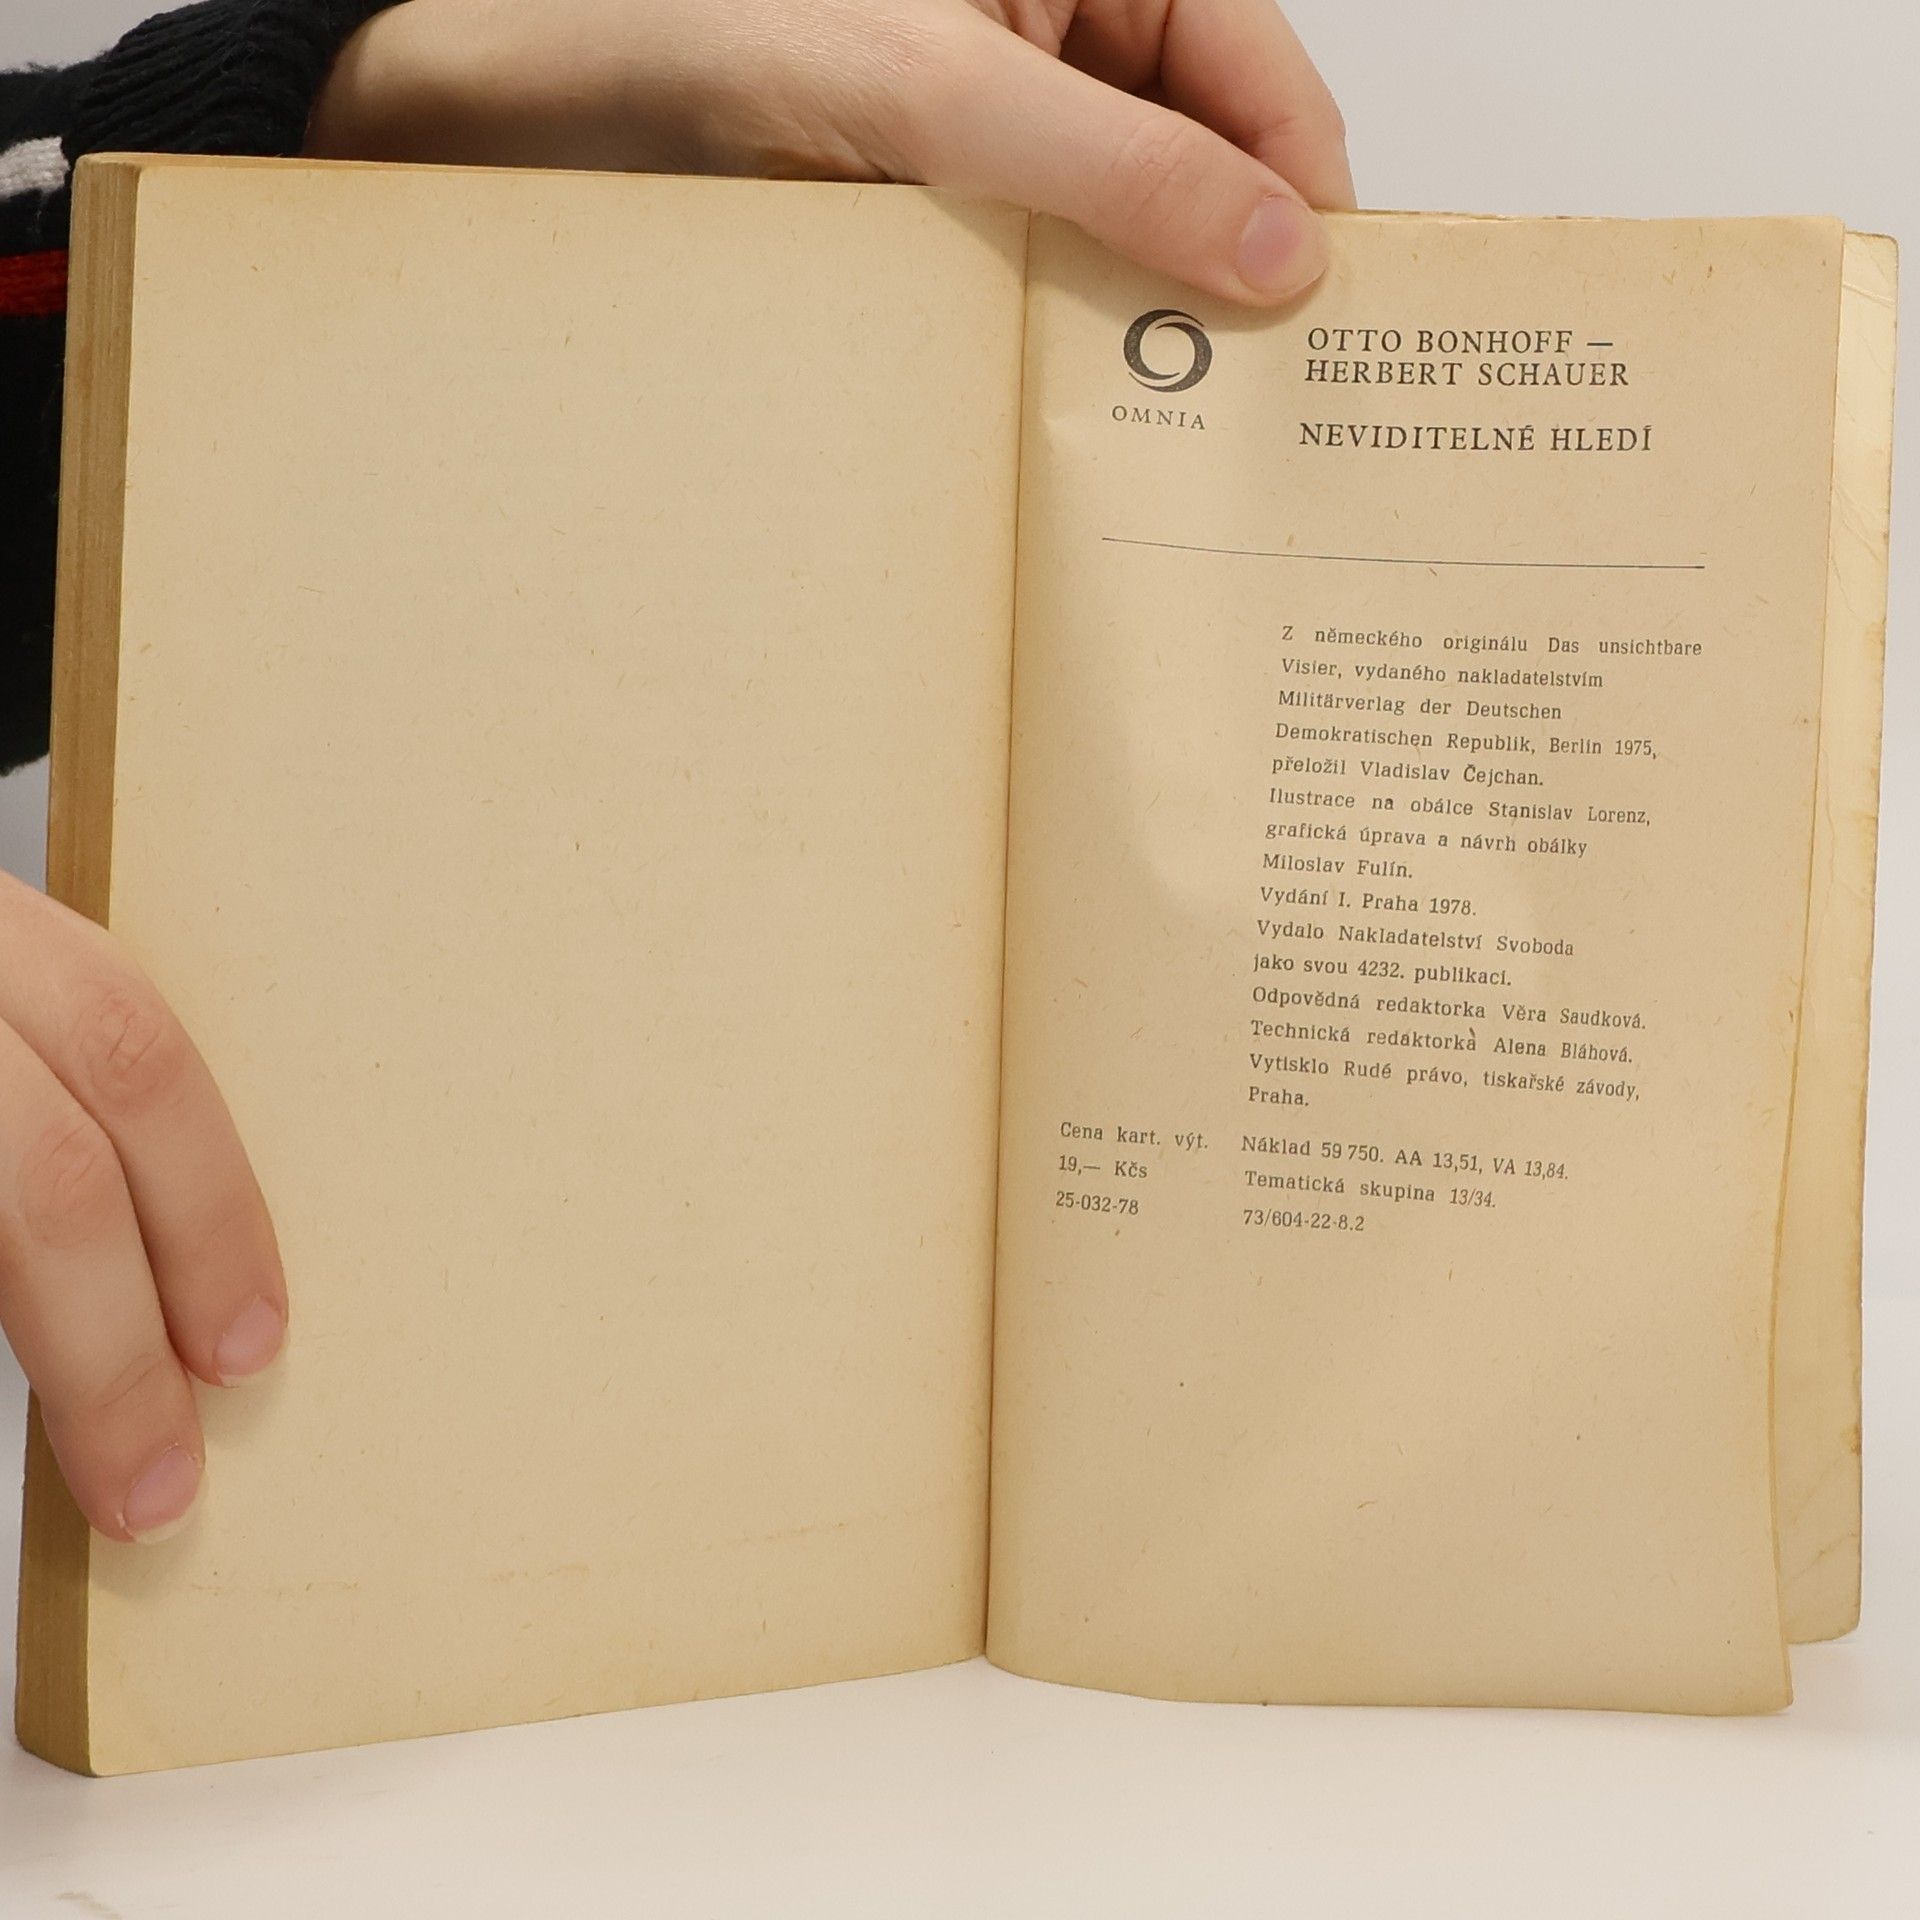 OMNIA
OTTO BONHOFF —
HERBERT SCHAUER
NEVIDITELNÉ HLEDÍ
Z německého originálu Das unsichtbare
Visier, vydaného nakladatelstvím
Militärverlag der Deutschen
Demokratischen Republik, Berlin 1975,
přeložil Vladislav Čejchan.
Ilustrace na obálce Stanislav Lorenz,
grafická úprava a návrh obálky
Miloslav Fulín.
Vydání I. Praha 1978.
Vydalo Nakladatelství Svoboda
jako svou 4232. publikaci.
Odpovědná redaktorka Věra Saudková.
Technická redaktorka Alena Bláhová.
Vytisklo Rudé právo, tiskařské závody,
Praha.
Cena kart. výt.
19,— Kčs
25-032-78
Náklad 59 750. AA 13,51, VA 13,84.
Tematická skupina 13/34.
73/604-22-8.2